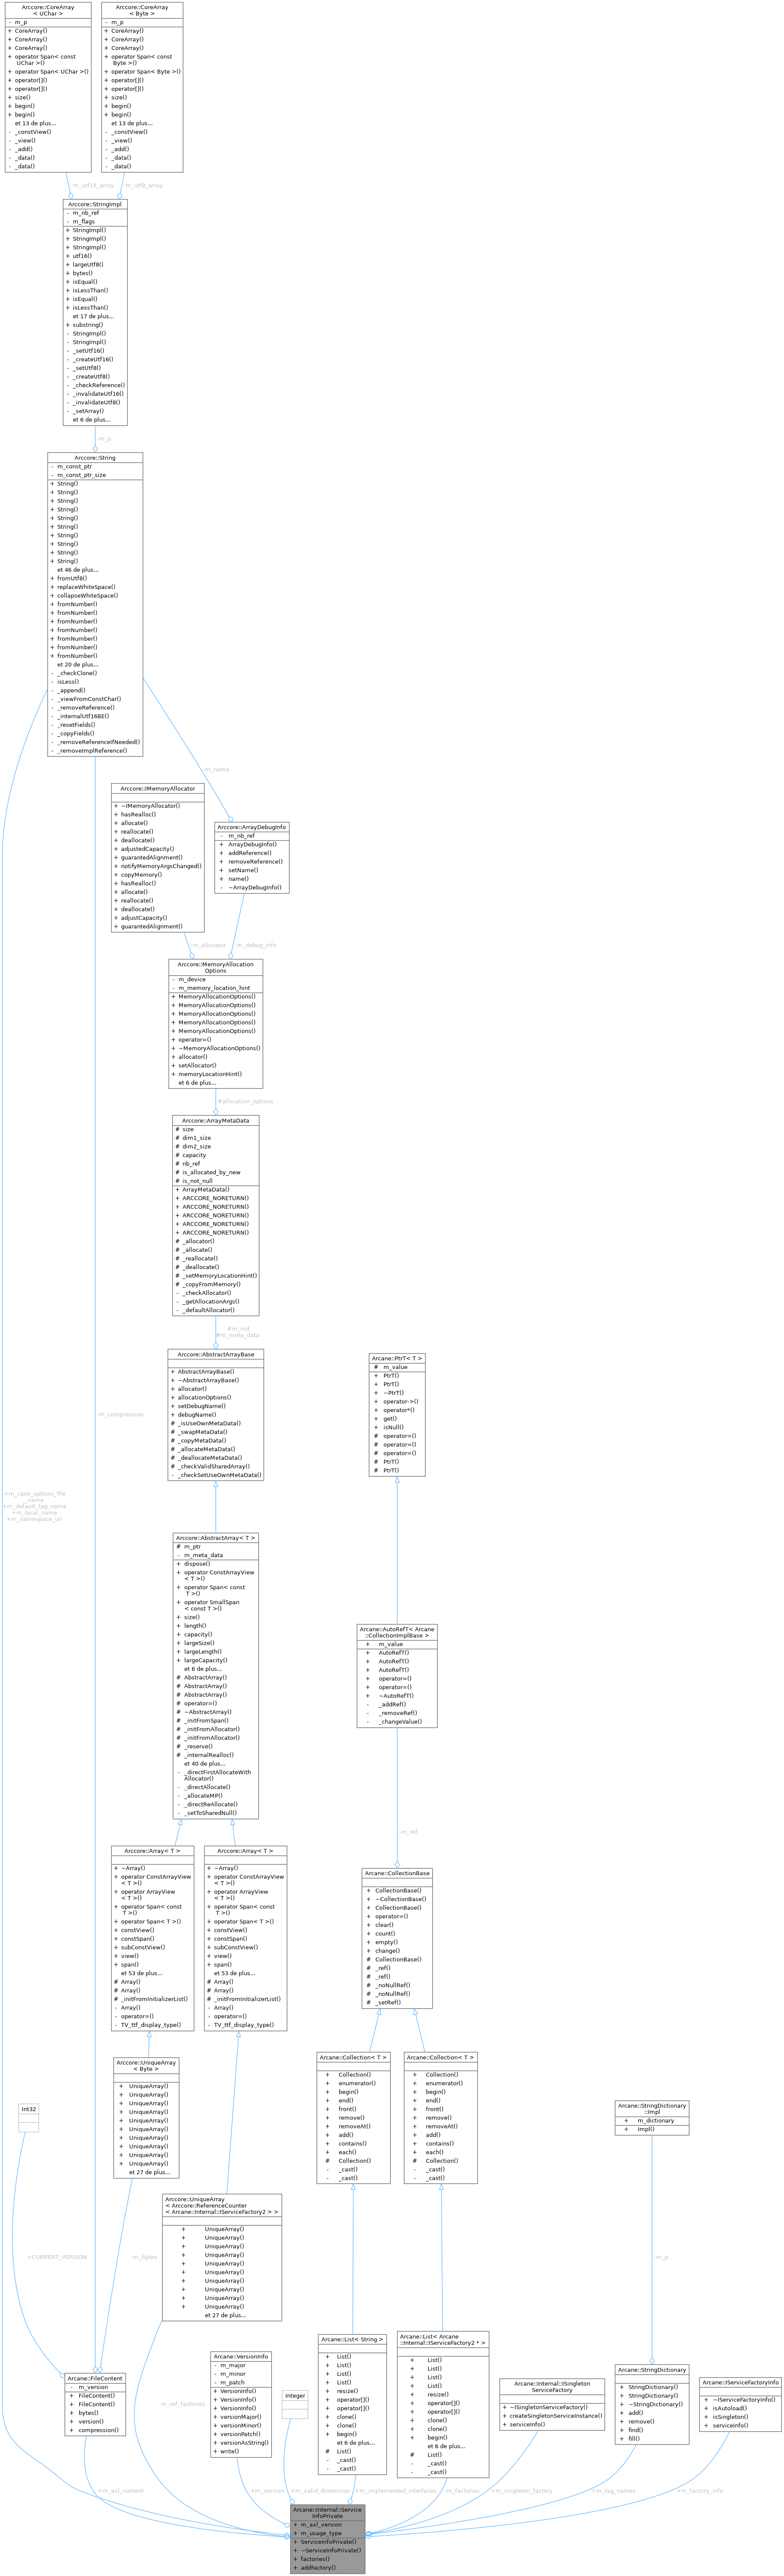 Arccore::CoreArray
< UChar >
- m_p
+ CoreArray()
+ CoreArray()
+ CoreArray()
+ operator Span< const
UChar >()
+ operator Span< UChar >()
+ operator[]()
+ operator[]()
+ size()
+ begin()
+ begin()
et 13 de plus...
- _constView()
- _view()
- _add()
- _data()
- _data()
Arccore::CoreArray
< Byte >
- m_p
+ CoreArray()
+ CoreArray()
+ CoreArray()
+ operator Span< const
Byte >()
+ operator Span< Byte >()
+ operator[]()
+ operator[]()
+ size()
+ begin()
+ begin()
et 13 de plus...
- _constView()
- _view()
- _add()
- _data()
- _data()
-m_utf16_array
-m_utf8_array
Arccore::StringImpl
- m_nb_ref
- m_flags
+ StringImpl()
+ StringImpl()
+ StringImpl()
+ utf16()
+ largeUtf8()
+ bytes()
+ isEqual()
+ isLessThan()
+ isEqual()
+ isLessThan()
et 17 de plus...
+ substring()
- StringImpl()
- StringImpl()
- _setUtf16()
- _createUtf16()
- _setUtf8()
- _createUtf8()
- _checkReference()
- _invalidateUtf16()
- _invalidateUtf8()
- _setArray()
et 6 de plus...
-m_p
Arccore::String
- m_const_ptr
- m_const_ptr_size
+ String()
+ String()
+ String()
+ String()
+ String()
+ String()
+ String()
+ String()
+ String()
+ String()
et 46 de plus...
+ fromUtf8()
+ replaceWhiteSpace()
+ collapseWhiteSpace()
+ fromNumber()
+ fromNumber()
+ fromNumber()
+ fromNumber()
+ fromNumber()
+ fromNumber()
+ fromNumber()
et 20 de plus...
- _checkClone()
- isLess()
- _append()
- _viewFromConstChar()
- _removeReference()
- _internalUtf16BE()
- _resetFields()
- _copyFields()
- _removeReferenceIfNeeded()
- _removeImplReference()
-m_name
Arccore::IMemoryAllocator
+ ~IMemoryAllocator()
+ hasRealloc()
+ allocate()
+ reallocate()
+ deallocate()
+ adjustedCapacity()
+ guarantedAlignment()
+ notifyMemoryArgsChanged()
+ copyMemory()
+ hasRealloc()
+ allocate()
+ reallocate()
+ deallocate()
+ adjustCapacity()
+ guarantedAlignment()
Arccore::ArrayDebugInfo
- m_nb_ref
+ ArrayDebugInfo()
+ addReference()
+ removeReference()
+ setName()
+ name()
- ~ArrayDebugInfo()
-m_allocator
-m_debug_info
Arccore::MemoryAllocation
Options
- m_device
- m_memory_location_hint
+ MemoryAllocationOptions()
+ MemoryAllocationOptions()
+ MemoryAllocationOptions()
+ MemoryAllocationOptions()
+ MemoryAllocationOptions()
+ operator=()
+ ~MemoryAllocationOptions()
+ allocator()
+ setAllocator()
+ memoryLocationHint()
et 6 de plus...
#allocation_options
Arccore::ArrayMetaData
# size
# dim1_size
# dim2_size
# capacity
# nb_ref
# is_allocated_by_new
# is_not_null
+ ArrayMetaData()
+ ARCCORE_NORETURN()
+ ARCCORE_NORETURN()
+ ARCCORE_NORETURN()
+ ARCCORE_NORETURN()
+ ARCCORE_NORETURN()
# _allocator()
# _allocate()
# _reallocate()
# _deallocate()
# _setMemoryLocationHint()
# _copyFromMemory()
- _checkAllocator()
- _getAllocationArgs()
- _defaultAllocator()
#m_md
#m_meta_data
Arccore::AbstractArrayBase
+ AbstractArrayBase()
+ ~AbstractArrayBase()
+ allocator()
+ allocationOptions()
+ setDebugName()
+ debugName()
# _isUseOwnMetaData()
# _swapMetaData()
# _copyMetaData()
# _allocateMetaData()
# _deallocateMetaData()
# _checkValidSharedArray()
- _checkSetUseOwnMetaData()
Arcane::PtrT< T >
# m_value
+ PtrT()
+ PtrT()
+ ~PtrT()
+ operator->()
+ operator*()
+ get()
+ isNull()
# operator=()
# operator=()
# operator=()
# PtrT()
# PtrT()
-m_compression
+m_case_options_file
_name
+m_default_tag_name
+m_local_name
+m_namespace_uri
Arccore::AbstractArray< T >
# m_ptr
- m_meta_data
+ dispose()
+ operator ConstArrayView
< T >()
+ operator Span< const
T >()
+ operator SmallSpan
< const T >()
+ size()
+ length()
+ capacity()
+ largeSize()
+ largeLength()
+ largeCapacity()
et 6 de plus...
# AbstractArray()
# AbstractArray()
# AbstractArray()
# operator=()
# ~AbstractArray()
# _initFromSpan()
# _initFromAllocator()
# _initFromAllocator()
# _reserve()
# _internalRealloc()
et 40 de plus...
- _directFirstAllocateWith
Allocator()
- _directAllocate()
- _allocateMP()
- _directReAllocate()
- _setToSharedNull()
Arcane::AutoRefT< Arcane
::CollectionImplBase >
+ m_value
+ AutoRefT()
+ AutoRefT()
+ AutoRefT()
+ operator=()
+ operator=()
+ ~AutoRefT()
- _addRef()
- _removeRef()
- _changeValue()
-m_ref
Arccore::Array< T >
+ ~Array()
+ operator ConstArrayView
< T >()
+ operator ArrayView
< T >()
+ operator Span< const
T >()
+ operator Span< T >()
+ constView()
+ constSpan()
+ subConstView()
+ view()
+ span()
et 53 de plus...
# Array()
# Array()
# _initFromInitializerList()
- Array()
- operator=()
- TV_ttf_display_type()
Arccore::Array< T >
+ ~Array()
+ operator ConstArrayView
< T >()
+ operator ArrayView
< T >()
+ operator Span< const
T >()
+ operator Span< T >()
+ constView()
+ constSpan()
+ subConstView()
+ view()
+ span()
et 53 de plus...
# Array()
# Array()
# _initFromInitializerList()
- Array()
- operator=()
- TV_ttf_display_type()
Arcane::CollectionBase
+ CollectionBase()
+ ~CollectionBase()
+ CollectionBase()
+ operator=()
+ clear()
+ count()
+ empty()
+ change()
# CollectionBase()
# _ref()
# _ref()
# _noNullRef()
# _noNullRef()
# _setRef()
Int32
Arccore::UniqueArray
< Byte >
+ UniqueArray()
+ UniqueArray()
+ UniqueArray()
+ UniqueArray()
+ UniqueArray()
+ UniqueArray()
+ UniqueArray()
+ UniqueArray()
+ UniqueArray()
+ UniqueArray()
et 27 de plus...
Arcane::Collection< T >
+ Collection()
+ enumerator()
+ begin()
+ end()
+ front()
+ remove()
+ removeAt()
+ add()
+ contains()
+ each()
# Collection()
- _cast()
- _cast()
Arcane::Collection< T >
+ Collection()
+ enumerator()
+ begin()
+ end()
+ front()
+ remove()
+ removeAt()
+ add()
+ contains()
+ each()
# Collection()
- _cast()
- _cast()
Arcane::StringDictionary
::Impl
+ m_dictionary
+ Impl()
+CURRENT_VERSION
-m_bytes
-m_p
Arccore::UniqueArray
< Arccore::ReferenceCounter
< Arcane::Internal::IServiceFactory2 > >
+ UniqueArray()
+ UniqueArray()
+ UniqueArray()
+ UniqueArray()
+ UniqueArray()
+ UniqueArray()
+ UniqueArray()
+ UniqueArray()
+ UniqueArray()
+ UniqueArray()
et 27 de plus...
Arcane::FileContent
- m_version
+ FileContent()
+ FileContent()
+ bytes()
+ version()
+ compression()
-m_ref_factories
Arcane::VersionInfo
- m_major
- m_minor
- m_patch
+ VersionInfo()
+ VersionInfo()
+ VersionInfo()
+ versionMajor()
+ versionMinor()
+ versionPatch()
+ versionAsString()
+ write()
Integer
Arcane::List< String >
+ List()
+ List()
+ List()
+ List()
+ resize()
+ operator[]()
+ operator[]()
+ clone()
+ clone()
+ begin()
et 6 de plus...
# List()
- _cast()
- _cast()
Arcane::List< Arcane
::Internal::IServiceFactory2 * >
+ List()
+ List()
+ List()
+ List()
+ resize()
+ operator[]()
+ operator[]()
+ clone()
+ clone()
+ begin()
et 6 de plus...
# List()
- _cast()
- _cast()
Arcane::Internal::ISingleton
ServiceFactory
+ ~ISingletonServiceFactory()
+ createSingletonServiceInstance()
+ serviceInfo()
Arcane::StringDictionary
+ StringDictionary()
+ StringDictionary()
+ ~StringDictionary()
+ add()
+ remove()
+ find()
+ fill()
Arcane::IServiceFactoryInfo
+ ~IServiceFactoryInfo()
+ isAutoload()
+ isSingleton()
+ serviceInfo()
+m_axl_content
+m_version
+m_valid_dimension
+m_implemented_interfaces
-m_factories
+m_singleton_factory
+m_tag_names
+m_factory_info
Arcane::Internal::Service
InfoPrivate
+ m_axl_version
+ m_usage_type
+ ServiceInfoPrivate()
+ ~ServiceInfoPrivate()
+ factories()
+ addFactory()